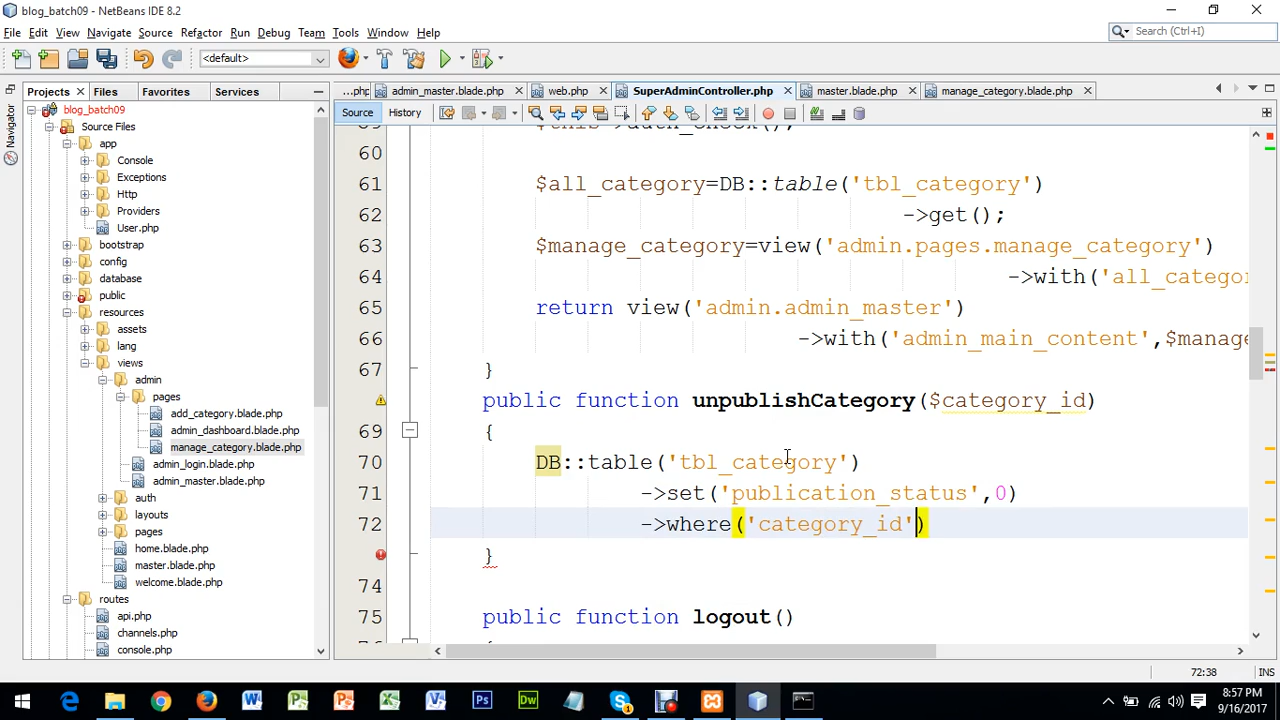 blog_batch09 - NetBeans IDE 8.2
File Edit View Navigate Source Refactor Run Debug Team Tools Window Help
Search (Ctrl+I)
<default>
Projects Files Favorites Services
...php admin_master.blade.php web.php SuperAdminController.php master.blade.php manage_category.blade.php
Navigator
Source History
blog_batch09
Source Files
app
Console
Exceptions
Http
Providers
User.php
bootstrap
config
database
public
resources
assets
lang
views
admin
pages
add_category.blade.php
admin_dashboard.blade.php
manage_category.blade.php
admin_login.blade.php
admin_master.blade.php
auth
layouts
pages
home.blade.php
master.blade.php
welcome.blade.php
routes
api.php
channels.php
console.php
60
61 $all_category=DB::table('tbl_category')
62 ->get();
63 $manage_category=view('admin.pages.manage_category')
64 ->with('all_categor
65 return view('admin.admin_master')
66 ->with('admin_main_content',$manag
67 }
public function unpublishCategory($category_id)
69 {
70 DB::table('tbl_category')
71 ->set('publication_status',0)
72 ->where('category_id')
}
74
75 public function logout()
72:38 INS
8:57 PM
9/16/2017